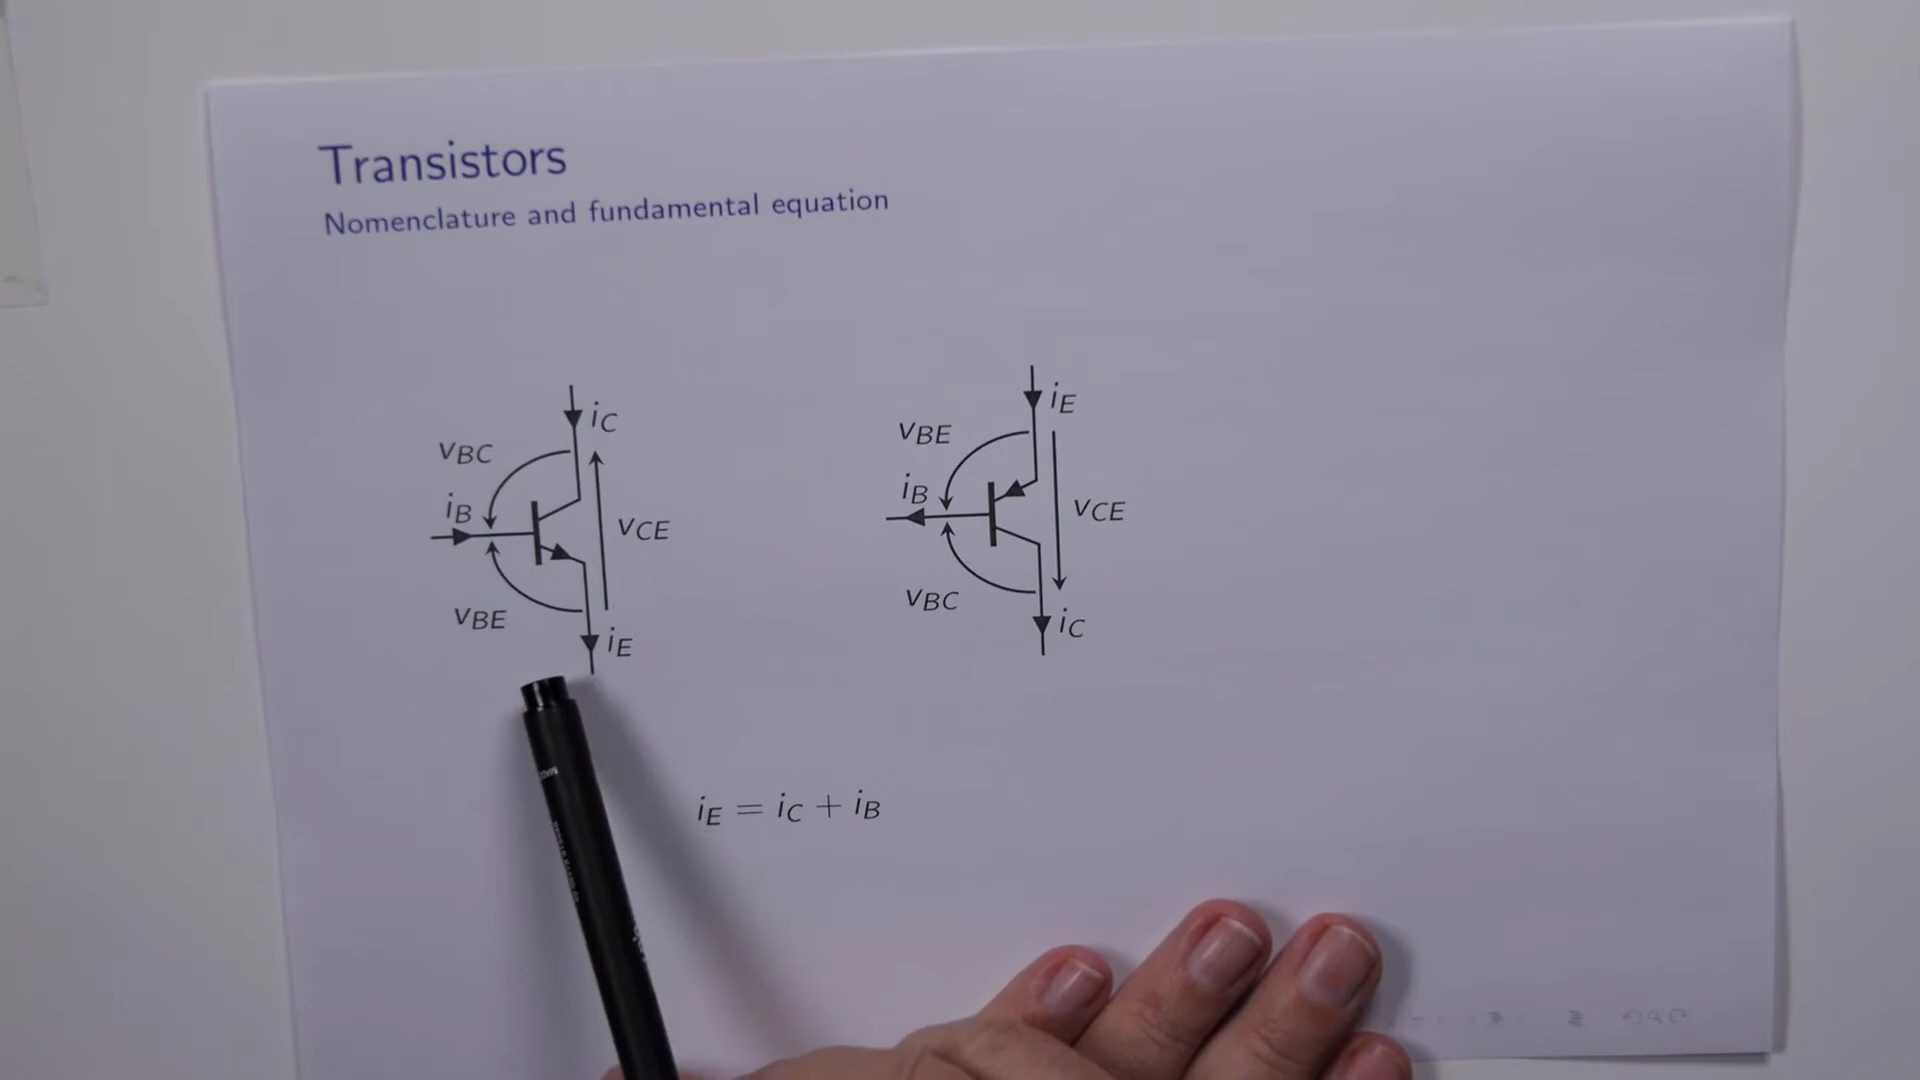 Transistors
Nomenclature and fundamental equation
iC
vBC
iB
vCE
vBE
iE
iE
vBE
iB
vCE
vBC
iC
iE = iC + iB